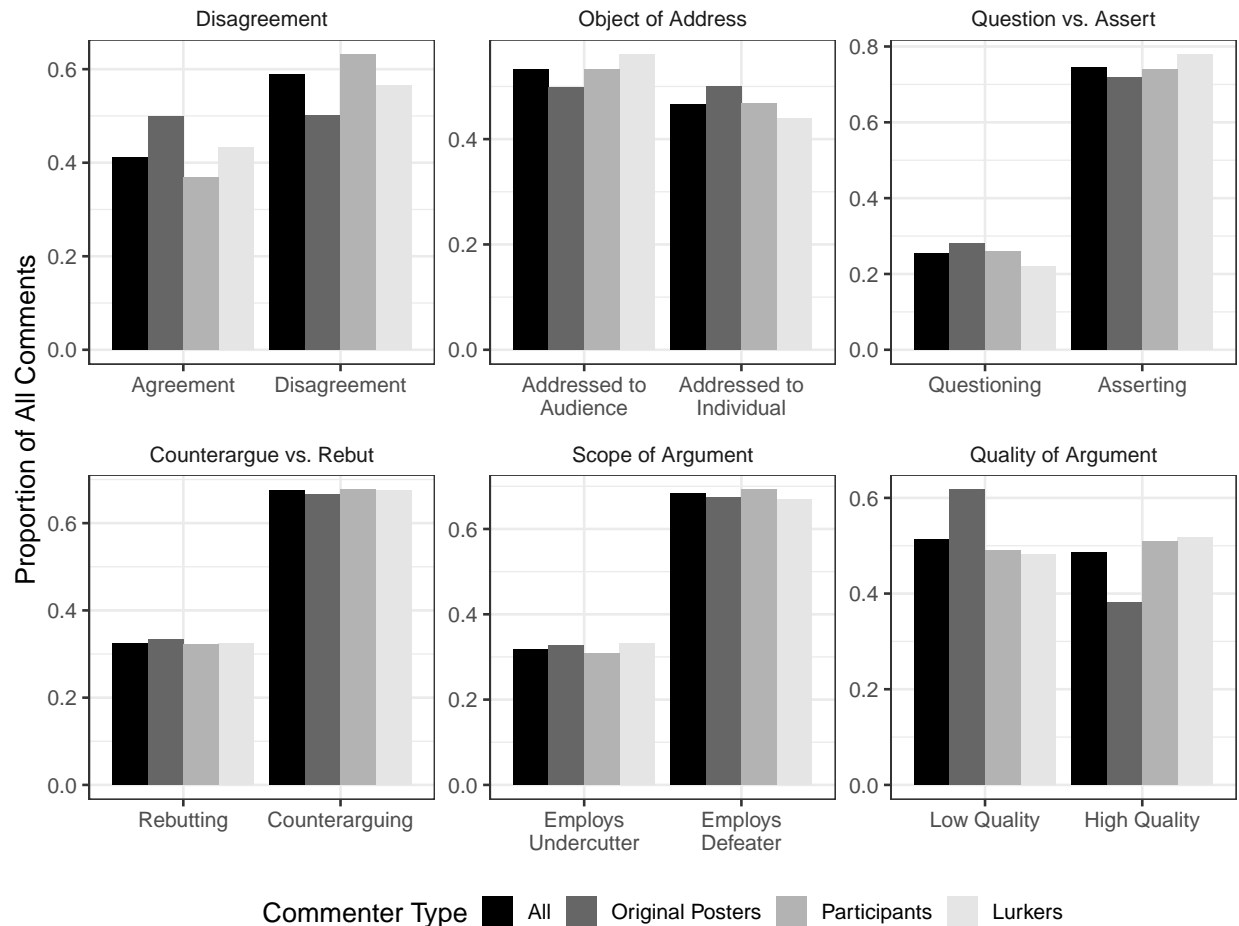 Disagreement
Object of Address
Question vs. Assert
Proportion of All Comments
0.6
0.4
0.2
0.0
Agreement
Disagreement
0.4
0.2
0.0
Addressed to
Audience
Addressed to
Individual
0.8
0.6
0.4
0.2
0.0
Questioning
Asserting
Counterargue vs. Rebut
Scope of Argument
Quality of Argument
0.6
0.4
0.2
0.0
Rebutting
Counterarguing
0.6
0.4
0.2
0.0
Employs
Undercutter
Employs
Defeater
0.6
0.4
0.2
0.0
Low Quality
High Quality
Commenter Type All Original Posters Participants Lurkers